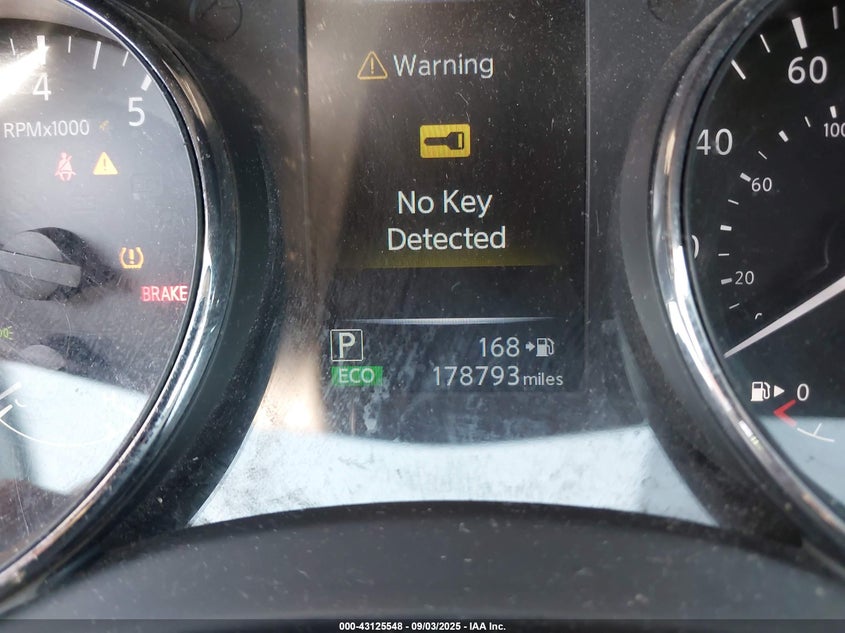 4
5
RPMx1000
BRAKE
Warning
No Key
Detected
P
168
ECO
178793 miles
60
100
40
60
20
0
000-43125548 - 09/03/2025 - IAA Inc.